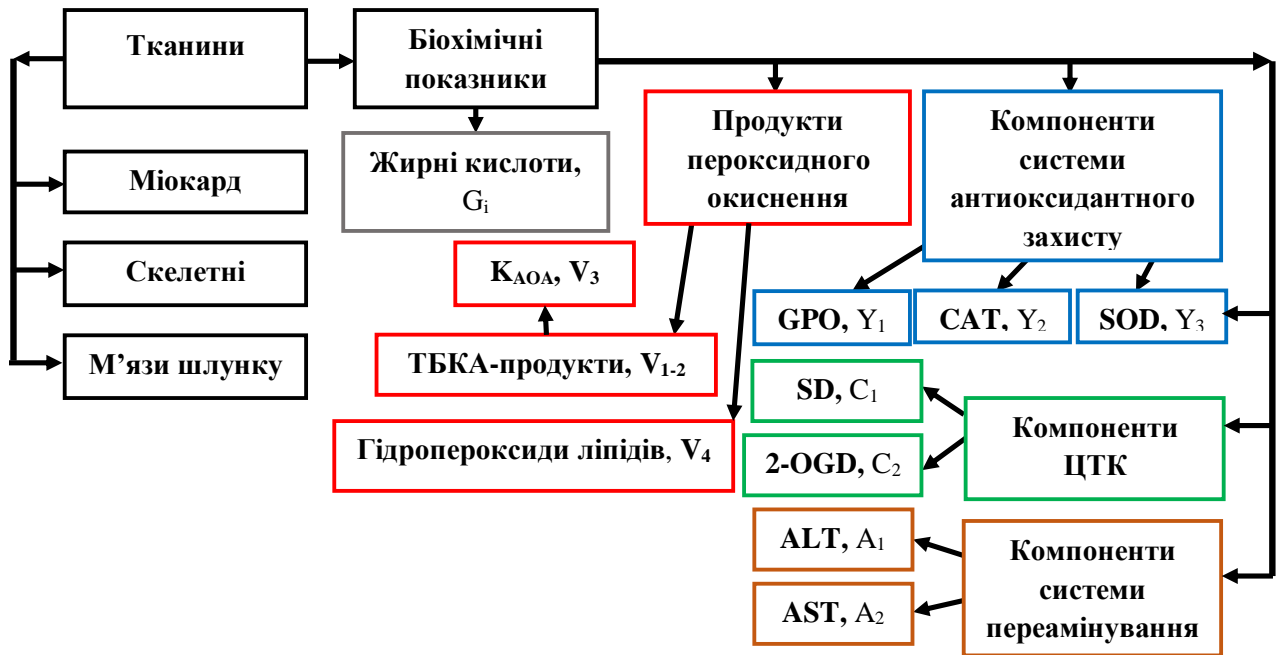 Тканини
Біохімічні
показники
Міокард
Скелетні
М’язи шлунку
Жирні кислоти,
Gᵢ
Продукти
пероксидного
окиснення
Компоненти
системи
антиоксидантного
захисту
K_AOA, V₃
ТБКА-продукти, V₁₋₂
Гідропероксиди ліпідів, V₄
GPO, Y₁
CAT, Y₂
SOD, Y₃
SD, C₁
2-OGD, C₂
Компоненти
ЦТК
ALT, A₁
AST, A₂
Компоненти
системи
переамінування